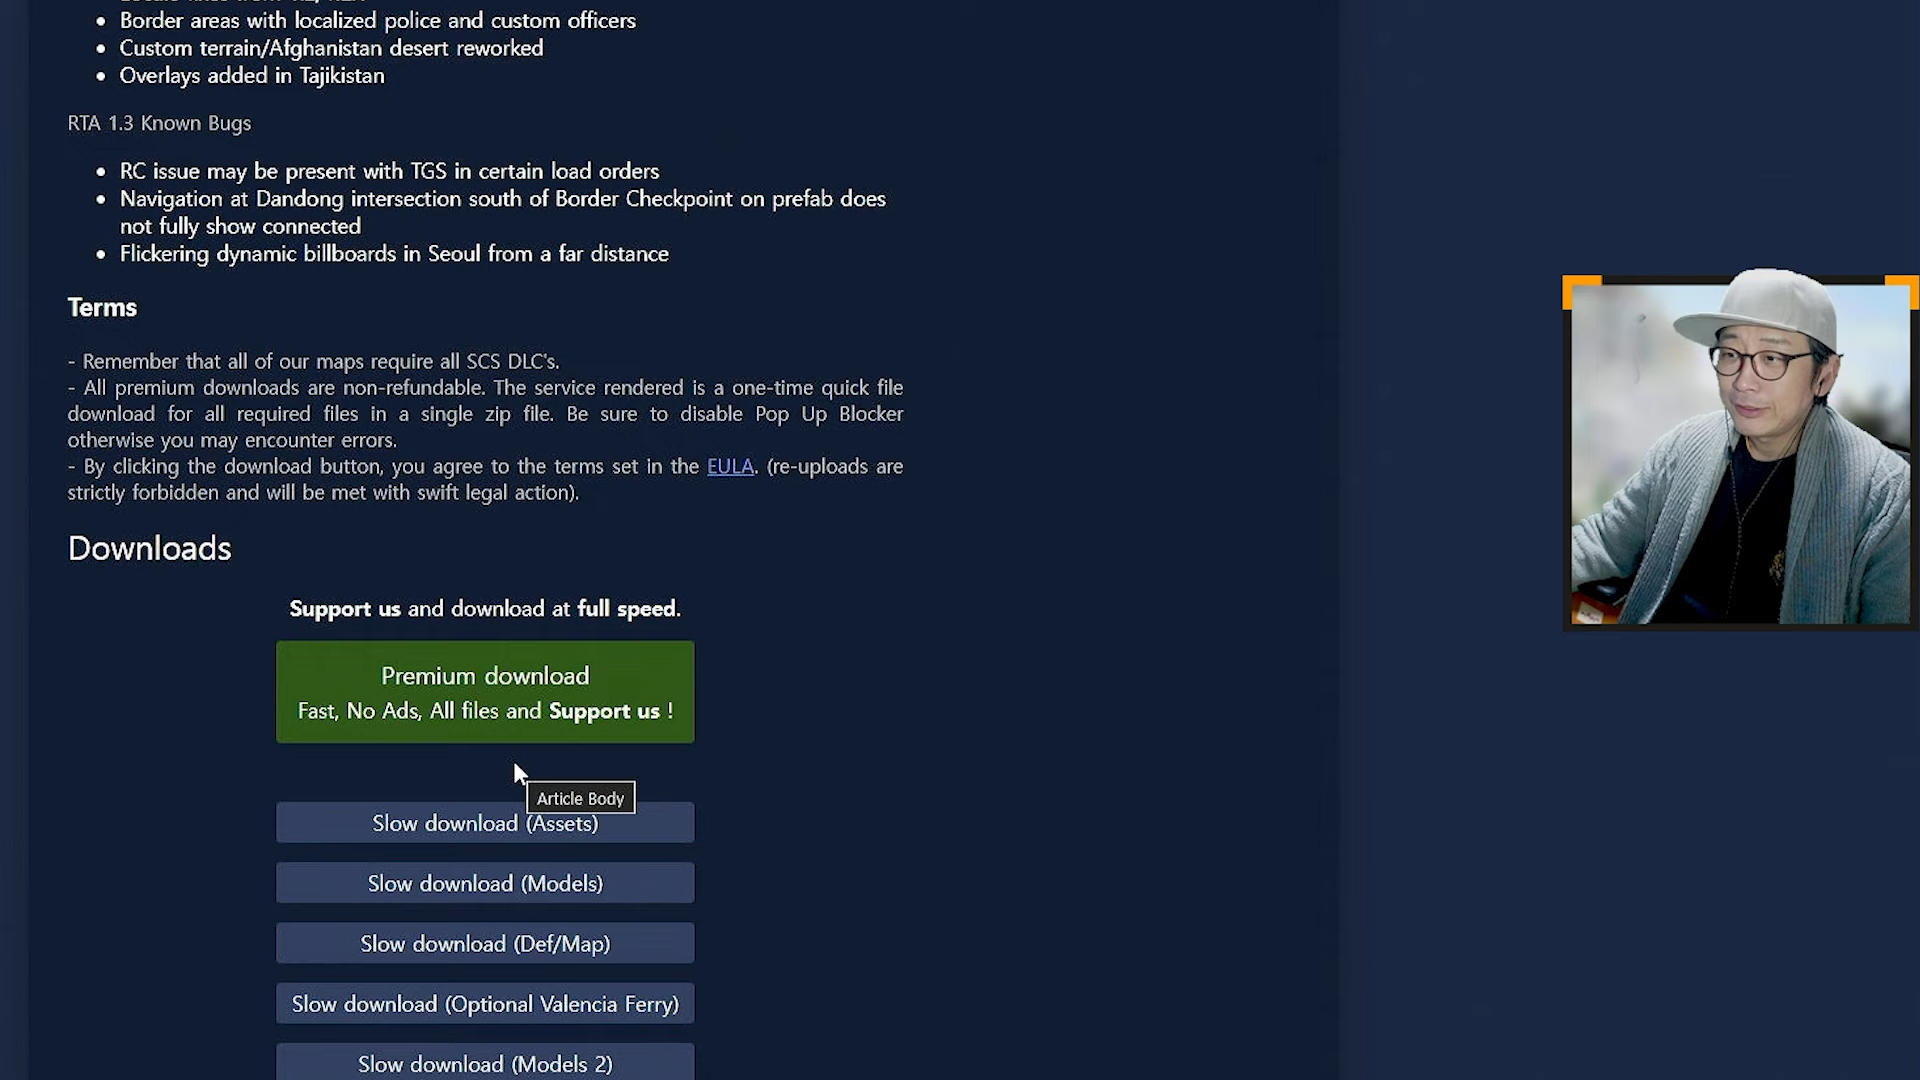 • Border areas with localized police and custom officers
• Custom terrain/Afghanistan desert reworked
• Overlays added in Tajikistan
RTA 1.3 Known Bugs
• RC issue may be present with TGS in certain load orders
• Navigation at Dandong intersection south of Border Checkpoint on prefab does
not fully show connected
• Flickering dynamic billboards in Seoul from a far distance
Terms
- Remember that all of our maps require all SCS DLC's.
- All premium downloads are non-refundable. The service rendered is a one-time quick file
download for all required files in a single zip file. Be sure to disable Pop Up Blocker
otherwise you may encounter errors.
- By clicking the download button, you agree to the terms set in the EULA. (re-uploads are
strictly forbidden and will be met with swift legal action).
Downloads
Support us and download at full speed.
Premium download
Fast, No Ads, All files and Support us !
Article Body
Slow download (Assets)
Slow download (Models)
Slow download (Def/Map)
Slow download (Optional Valencia Ferry)
Slow download (Models 2)